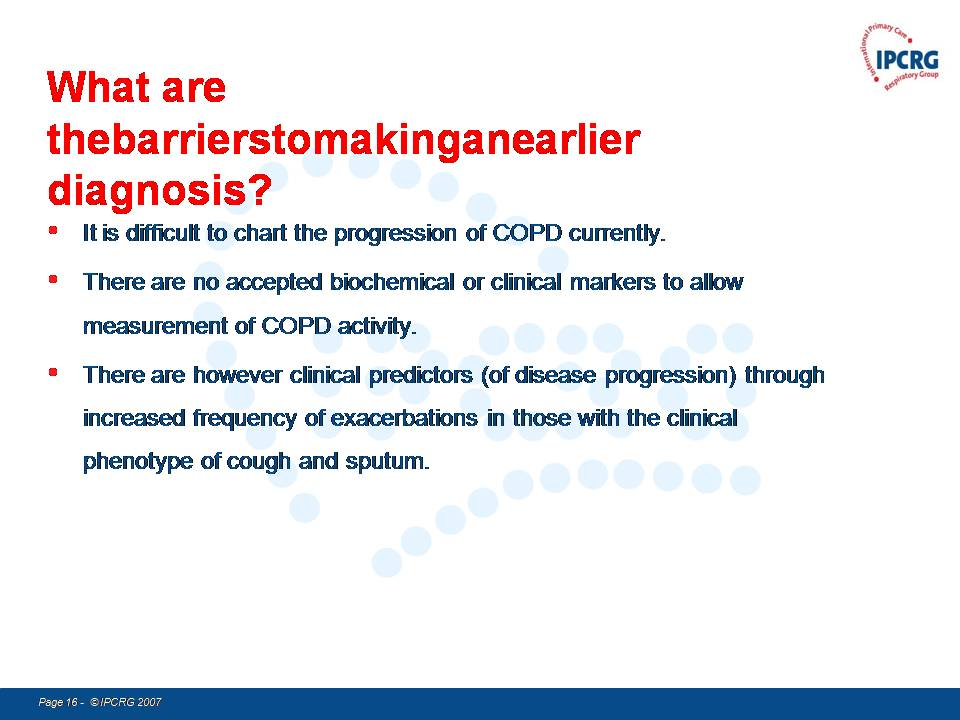 International Primary Care
IPCRG
Respiratory Group
What are
thebarrierstomakinganearlier
diagnosis?
• It is difficult to chart the progression of COPD currently.
• There are no accepted biochemical or clinical markers to allow
measurement of COPD activity.
• There are however clinical predictors (of disease progression) through
increased frequency of exacerbations in those with the clinical
phenotype of cough and sputum.
Page 16 - © IPCRG 2007